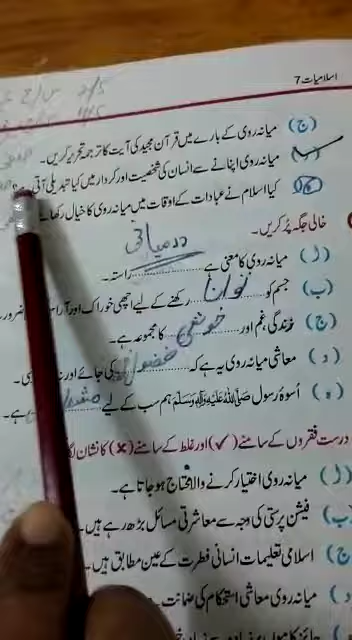 اسلامیات 7
(ج) میانہ روی کے بارے میں قرآن مجید کی آیت کا ترجمہ تحریر کریں۔
میانہ روی اپنانے سے انسان کی شخصیت اور کردار میں کیا تبدیلی آتی
کیا اسلام نے عبادات کے اوقات میں میانہ روی کا خیال رکھا
خالی جگہ پُر کریں۔
(ل) میانہ روی کا معنی ہے درمیانی راستہ۔
(ب) جسم کو توانا رکھنے کے لیے اچھی خوراک اور
(ج) زندگی، غم اور خوشی کا مجموعہ ہے۔
(د) معاشی میانہ روی یہ ہے کہ فضول کی جائے اور نہ
(ہ) اُسوۂ رسول صَلَّی اللہُ عَلَیْہِ وَسَلَّم ہم سب کے لیے ہے۔
درست فقروں کے سامنے (✓) اور غلط کے سامنے (✗) کا نشان
(ل) میانہ روی اختیار کرنے والا محتاج ہو جاتا ہے۔
(ب) فیشن پرستی کی وجہ سے معاشرتی مسائل بڑھ رہے ہیں۔
(ج) اسلامی تعلیمات انسانی فطرت کے عین مطابق ہیں۔
(د) میانہ روی معاشی استحکام کی ضمانت